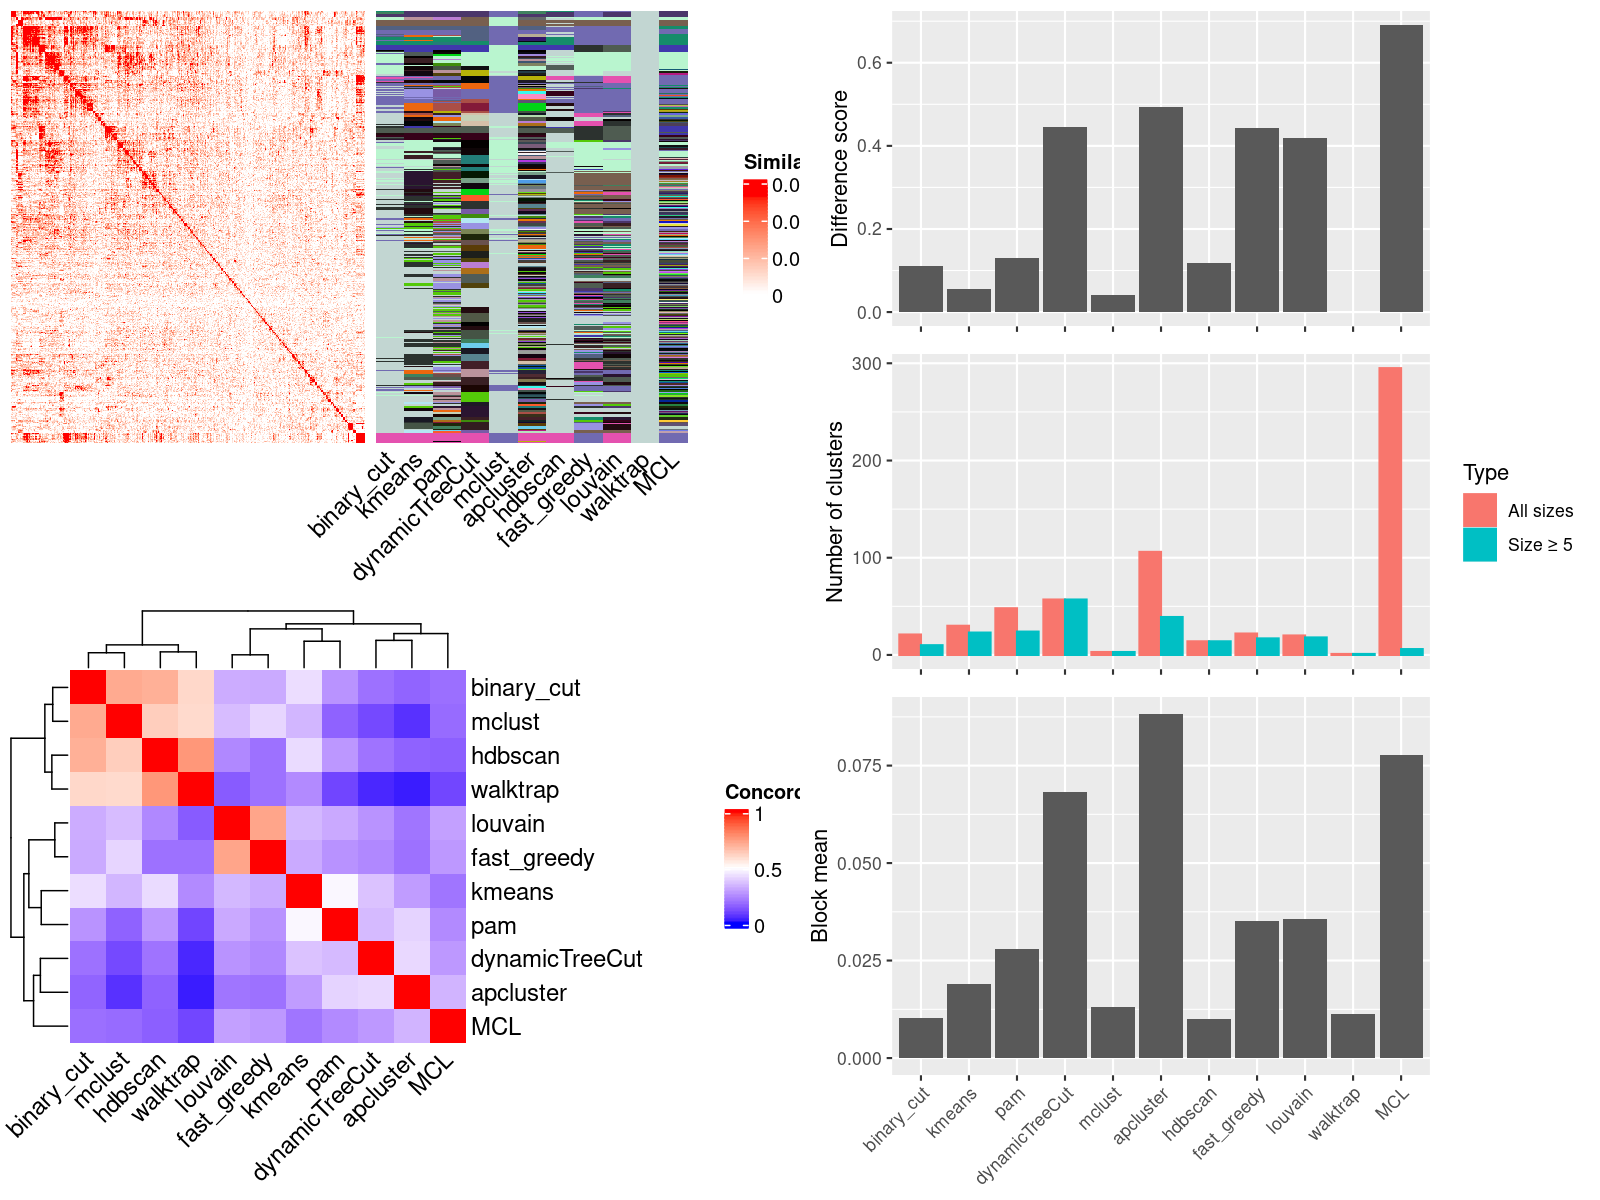 Simila
0.0
0.0
0.0
0
binary_cut
kmeans
pam
dynamicTreeCut
mclust
apcluster
hdbscan
fast_greedy
louvain
walktrap
MCL
binary_cut
mclust
hdbscan
walktrap
louvain
fast_greedy
kmeans
pam
dynamicTreeCut
apcluster
MCL
binary_cut
mclust
hdbscan
walktrap
louvain
fast_greedy
kmeans
pam
dynamicTreeCut
apcluster
MCL
Concord
1
0.5
0
Difference score
0.6
0.4
0.2
0.0
Number of clusters
300
200
100
0
Type
All sizes
Size ≥ 5
Block mean
0.075
0.050
0.025
0.000
binary_cut
kmeans
pam
dynamicTreeCut
mclust
apcluster
hdbscan
fast_greedy
louvain
walktrap
MCL